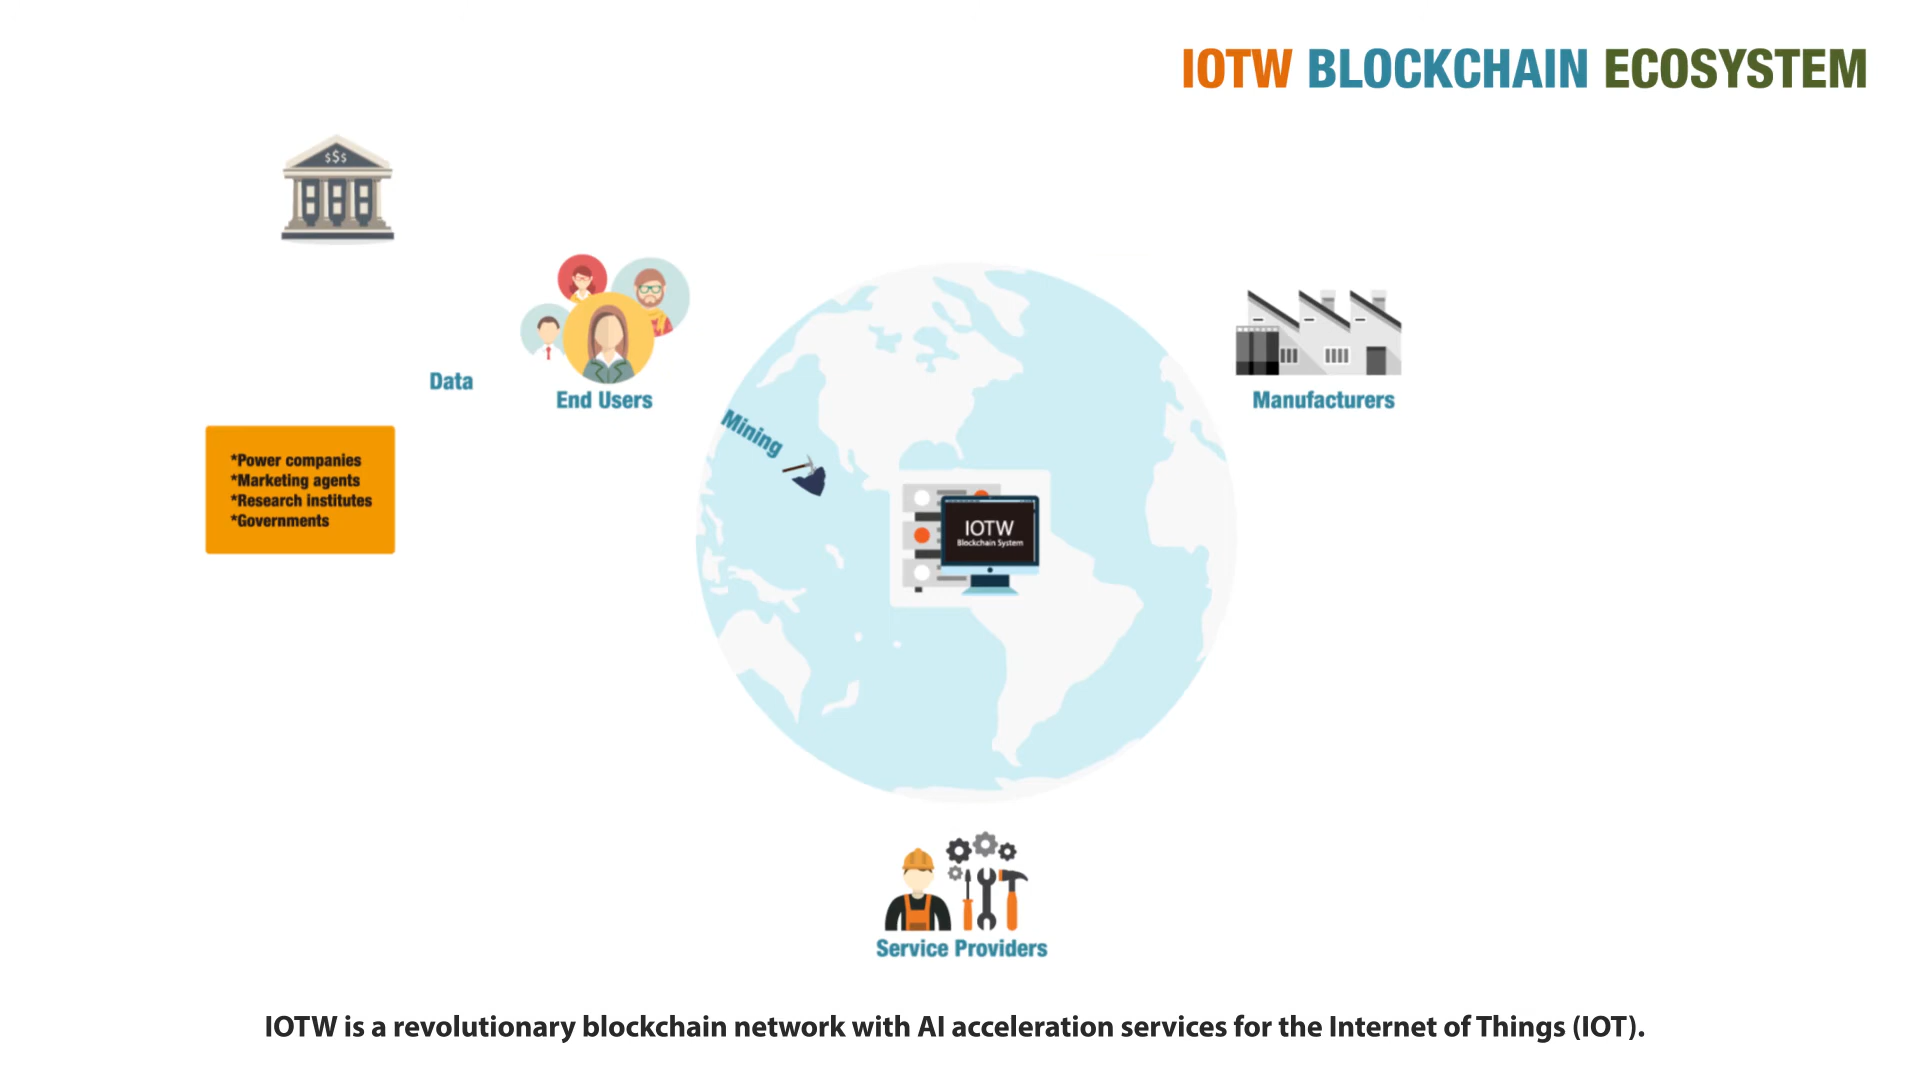 IOTW BLOCKCHAIN ECOSYSTEM
$$$
Data
End Users
Manufacturers
Mining
*Power companies
*Marketing agents
*Research institutes
*Governments
IOTW
Blockchain System
Service Providers
IOTW is a revolutionary blockchain network with AI acceleration services for the Internet of Things (IOT).